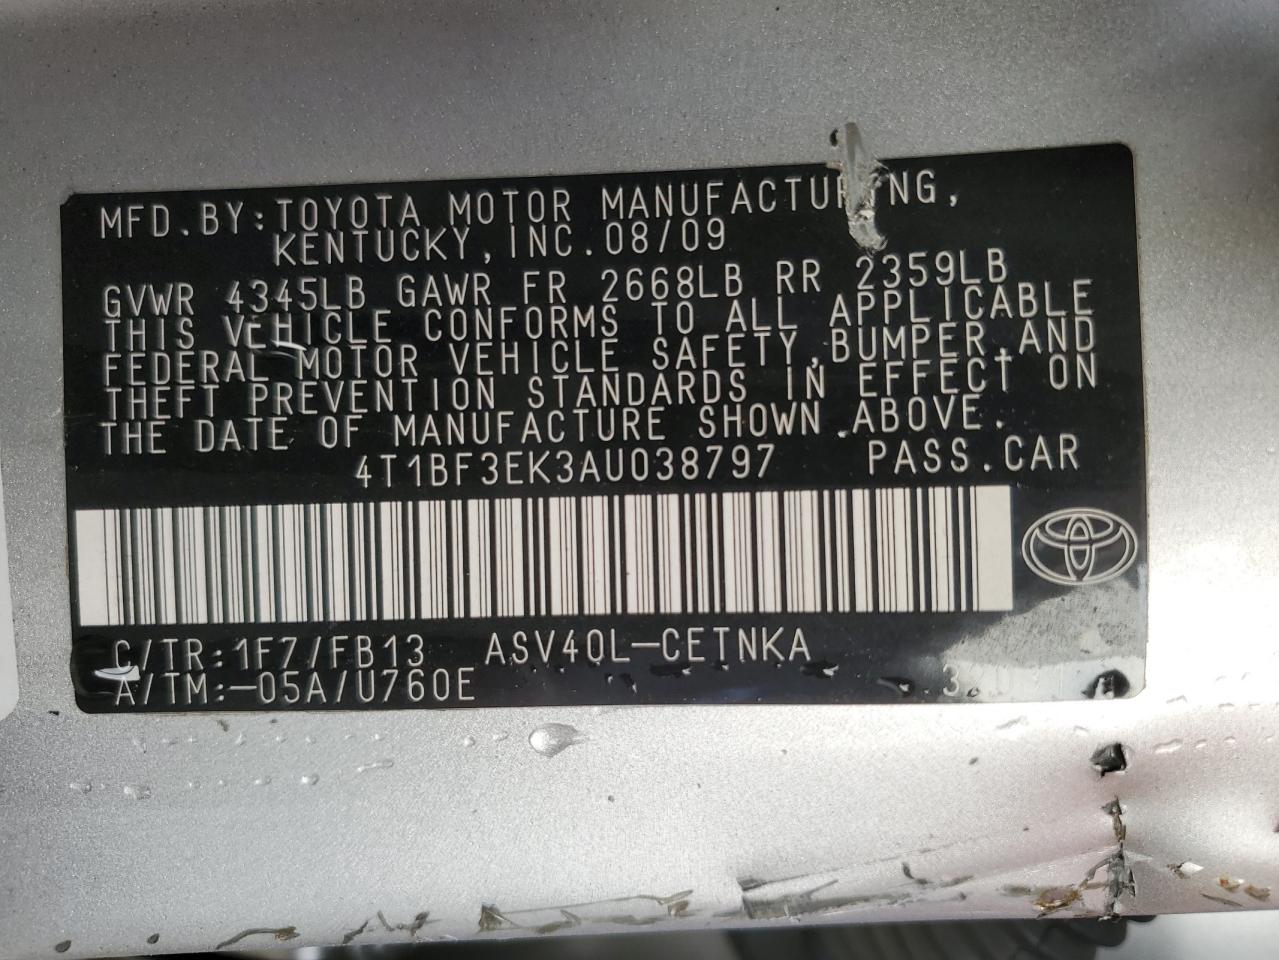 MFD.BY:TOYOTA MOTOR MANUFACTURING,
KENTUCKY,INC.08/09
GVWR 4345LB GAWR FR 2668LB RR 2359LB
THIS VEHICLE CONFORMS TO ALL APPLICABLE
FEDERAL MOTOR VEHICLE SAFETY,BUMPER,AND
THEFT PREVENTION STANDARDS IN EFFECT ON
THE DATE OF MANUFACTURE SHOWN ABOVE.
4T1BF3EK3AU038797 PASS.CAR
C/TR:1F7/FB13 ASV40L-CETNKA
A/TM:-05A/U760E